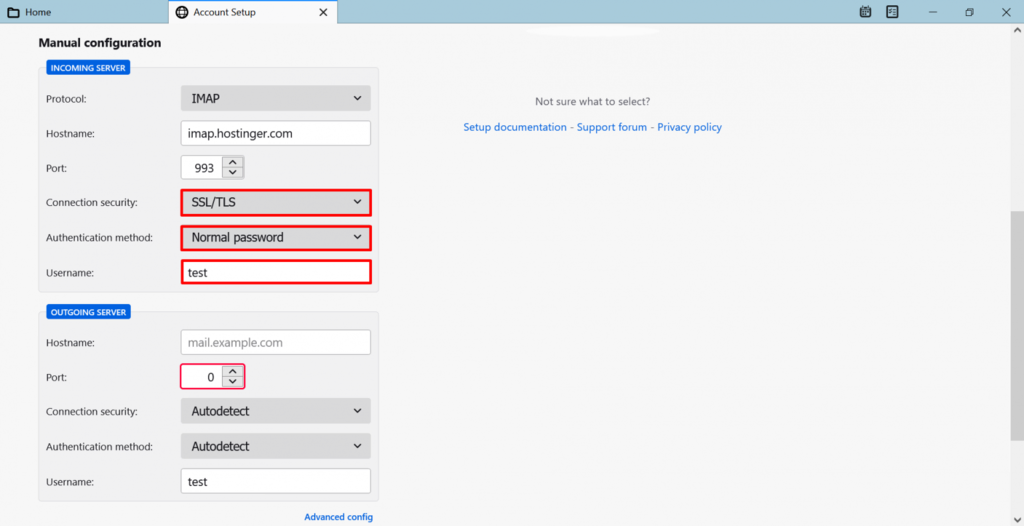 Home
Account Setup
Manual configuration
INCOMING SERVER
Protocol: IMAP
Hostname: imap.hostinger.com
Port: 993
Connection security: SSL/TLS
Authentication method: Normal password
Username: test
Not sure what to select?
Setup documentation - Support forum - Privacy policy
OUTGOING SERVER
Hostname: mail.example.com
Port: 0
Connection security: Autodetect
Authentication method: Autodetect
Username: test
Advanced config